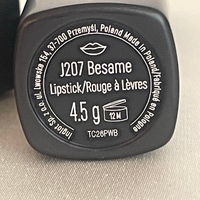 Inglot Sp. z o.o. ul. Lwowska 154, 37-700 Przemyśl, Poland Made in Poland/Fabriqué en Pologne
J207 Besame
Lipstick/Rouge à Lèvres
4.5 g
12 M
TC26PWB